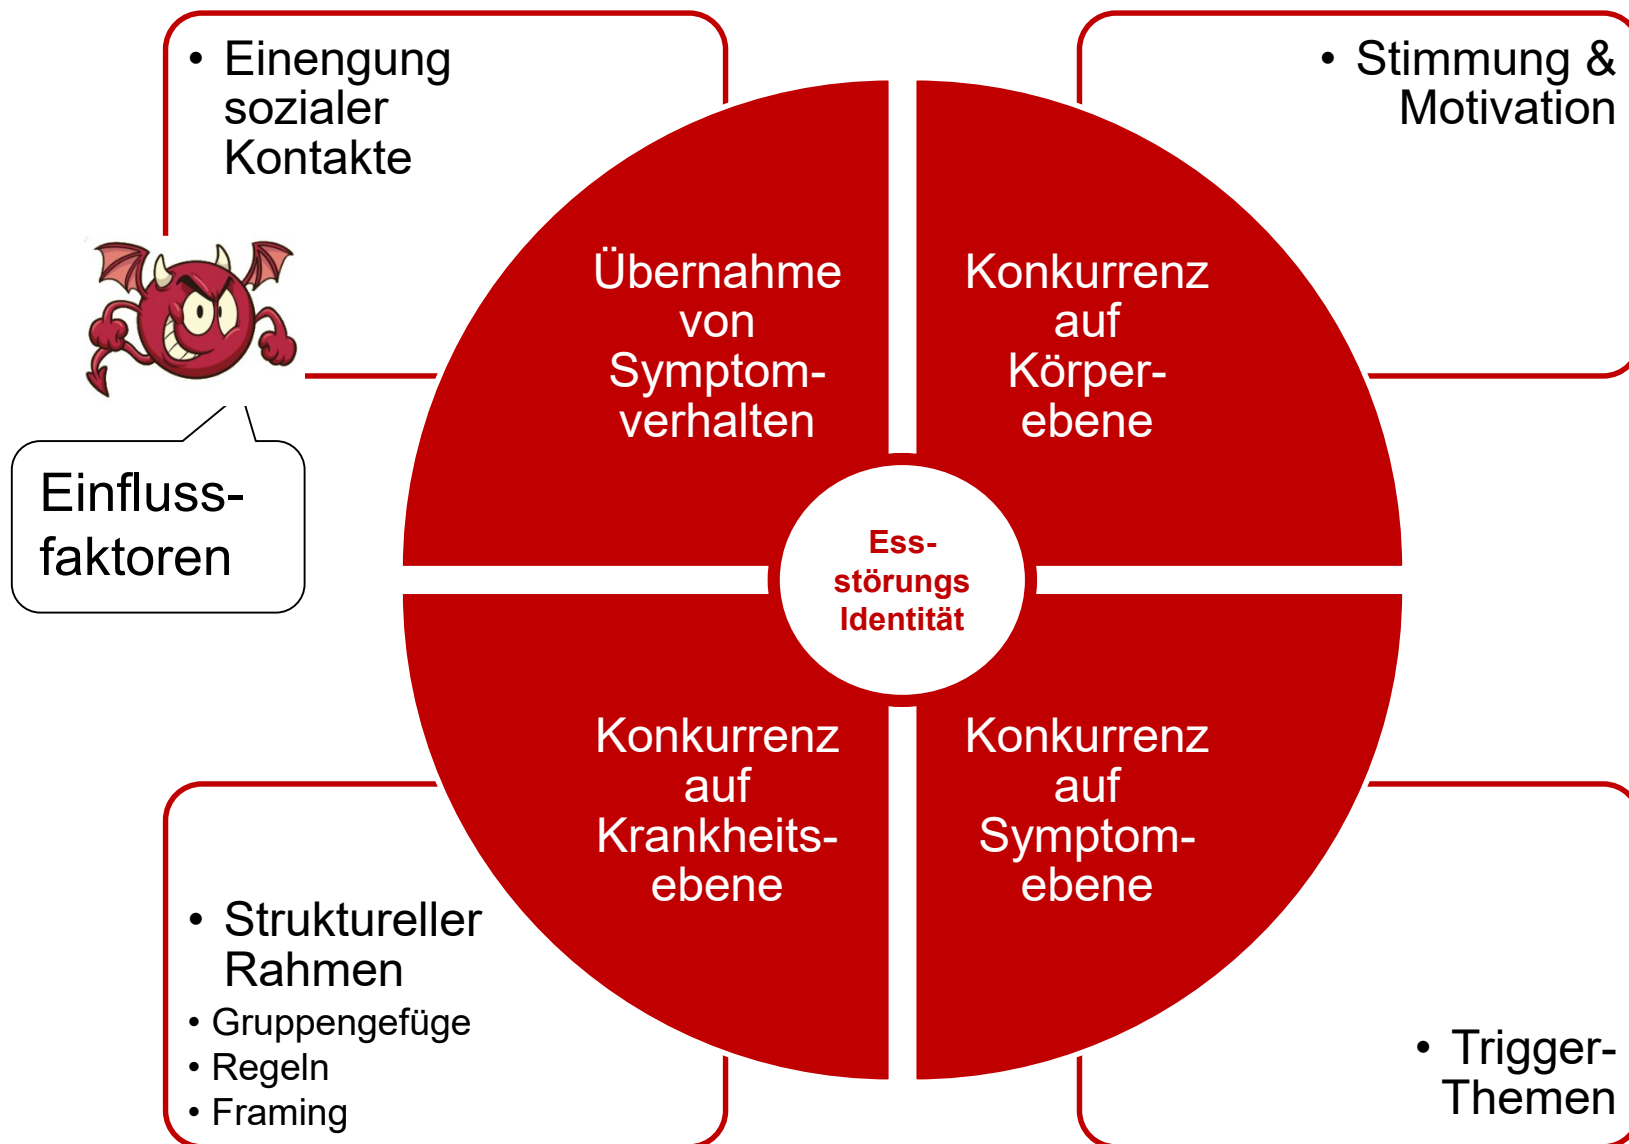 • Einengung
sozialer
Kontakte
• Stimmung &
Motivation
Übernahme
von
Symptom-
verhalten
Konkurrenz
auf
Körper-
ebene
Einfluss-
faktoren
Ess-
störungs
Identität
Konkurrenz
auf
Krankheits-
ebene
Konkurrenz
auf
Symptom-
ebene
• Struktureller
Rahmen
• Gruppengefüge
• Regeln
• Framing
• Trigger-
Themen